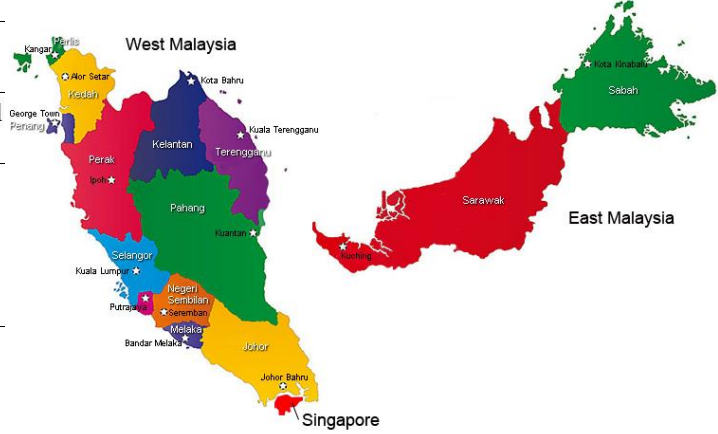 West Malaysia
Perlis
Kangar
Alor Setar
Kedah
George Town
Penang
Kota Bahru
Kuala Terengganu
Terengganu
Kelantan
Perak
Ipoh
Pahang
Kuantan
Selangor
Kuala Lumpur
Negeri
Sembilan
Putrajaya
Seremban
Melaka
Bandar Melaka
Johor
Johor Bahru
Singapore
Kota Kinabalu
Sabah
Sarawak
East Malaysia
Kuching